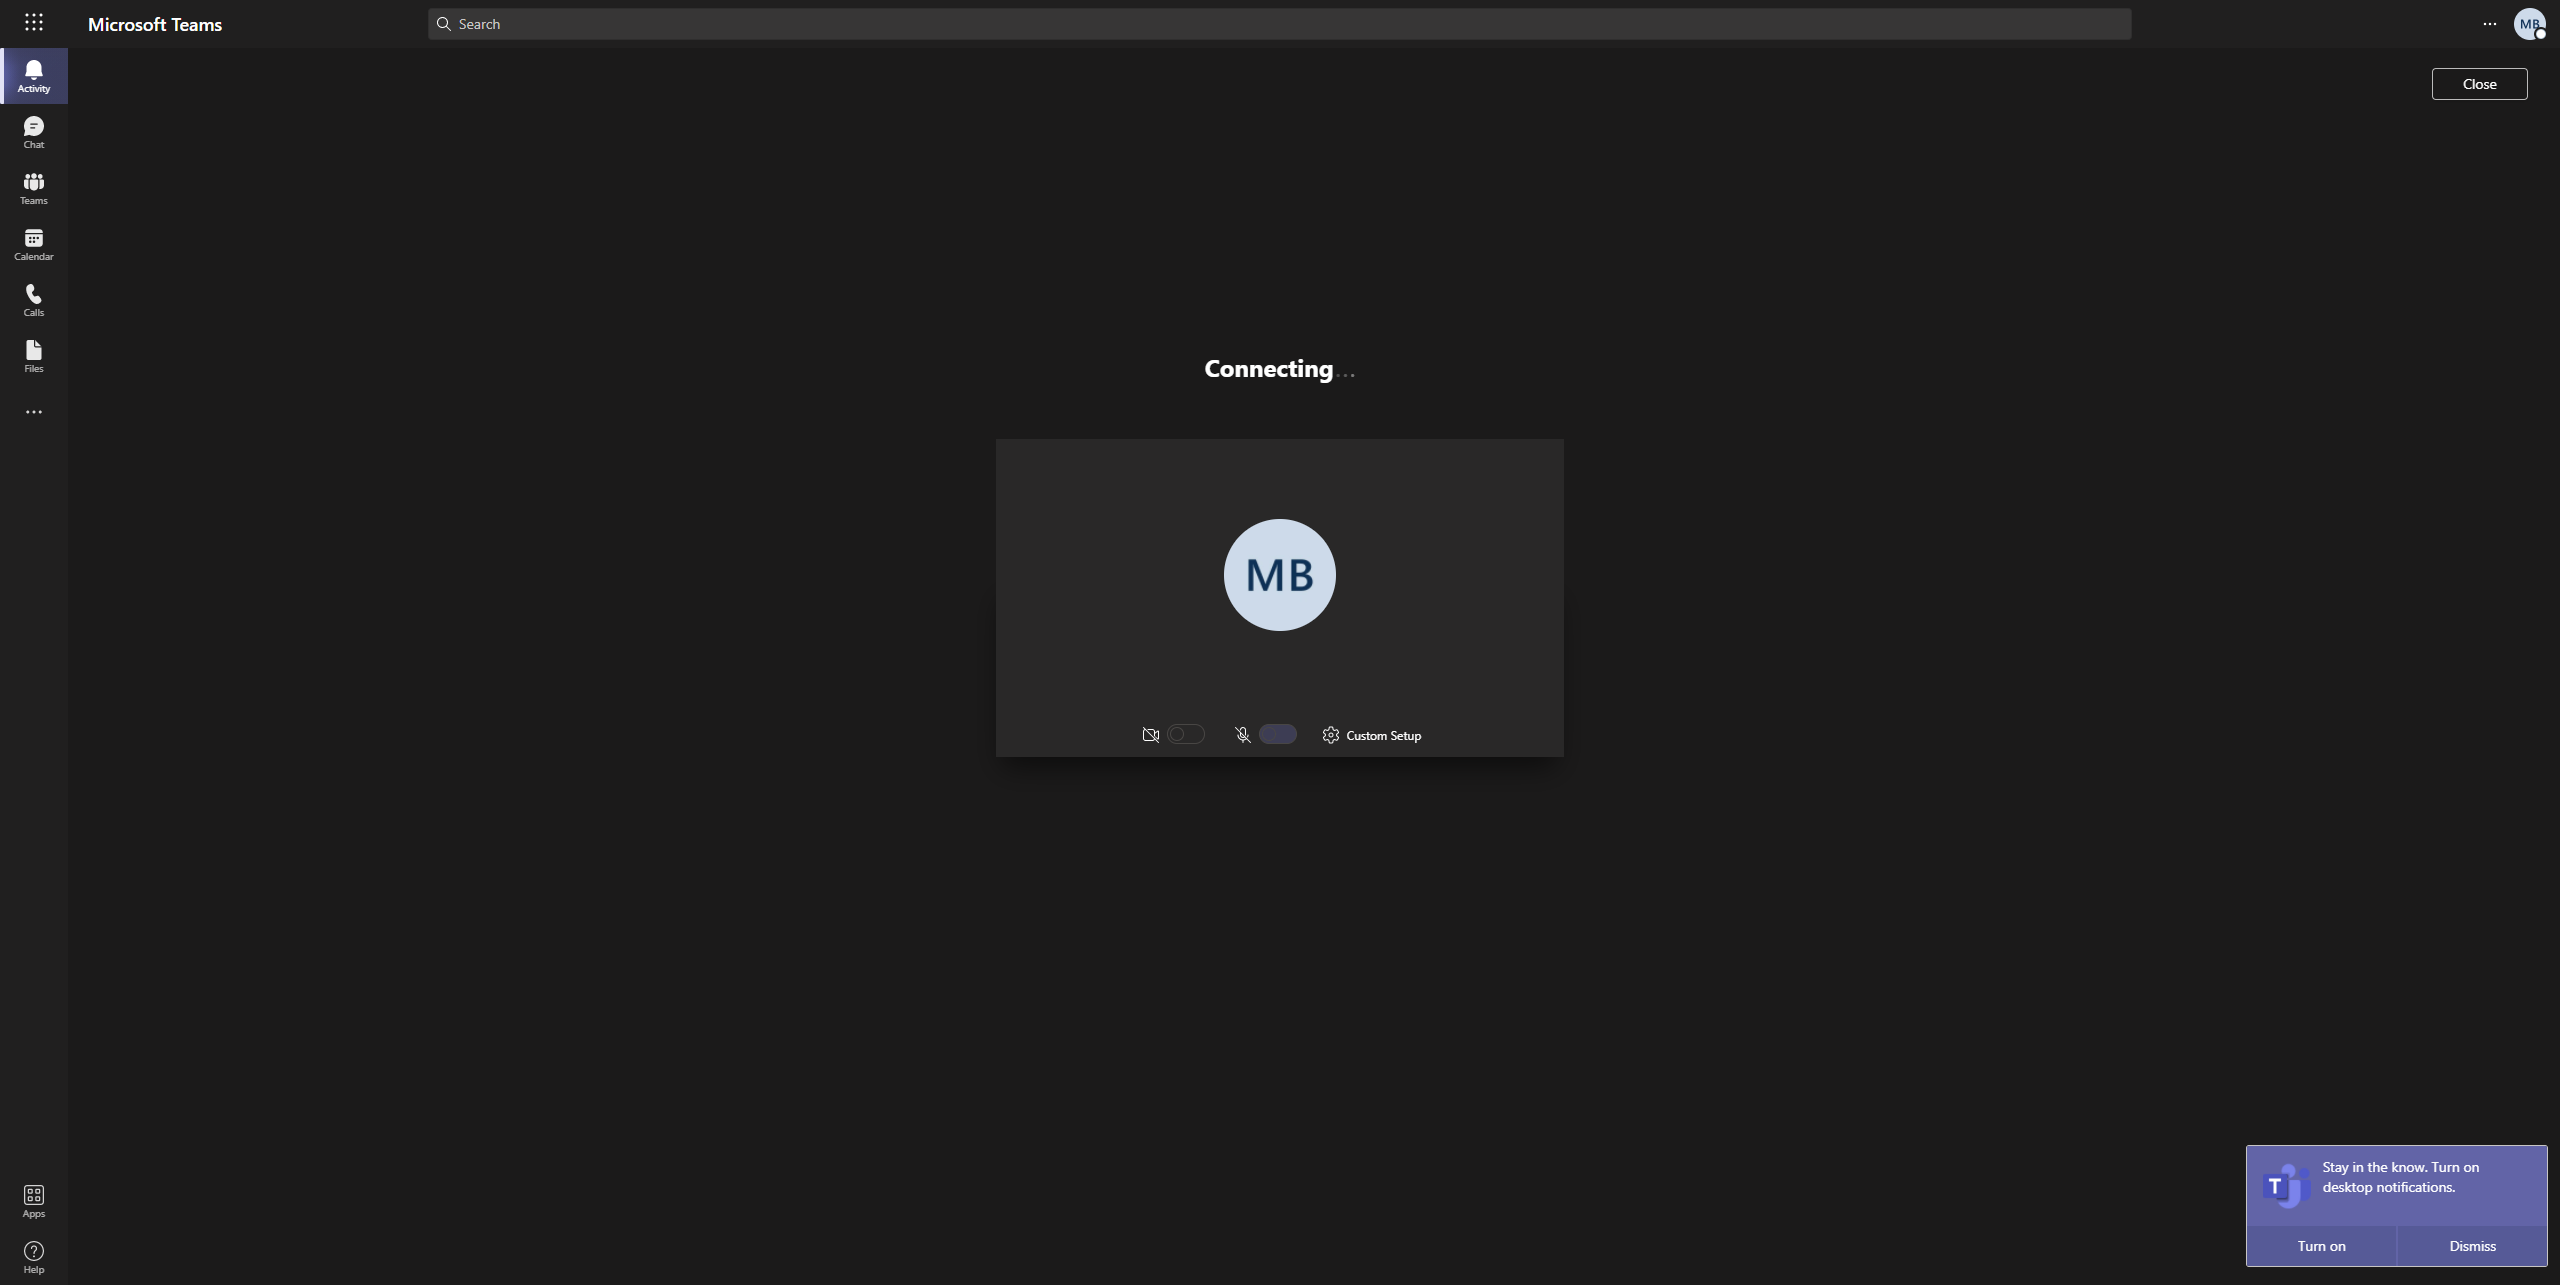 Microsoft Teams
Search
MB
Activity
Close
Chat
Teams
Calendar
Calls
Files
Connecting...
MB
Custom Setup
Stay in the know. Turn on
desktop notifications.
T
Turn on
Dismiss
Apps
Help